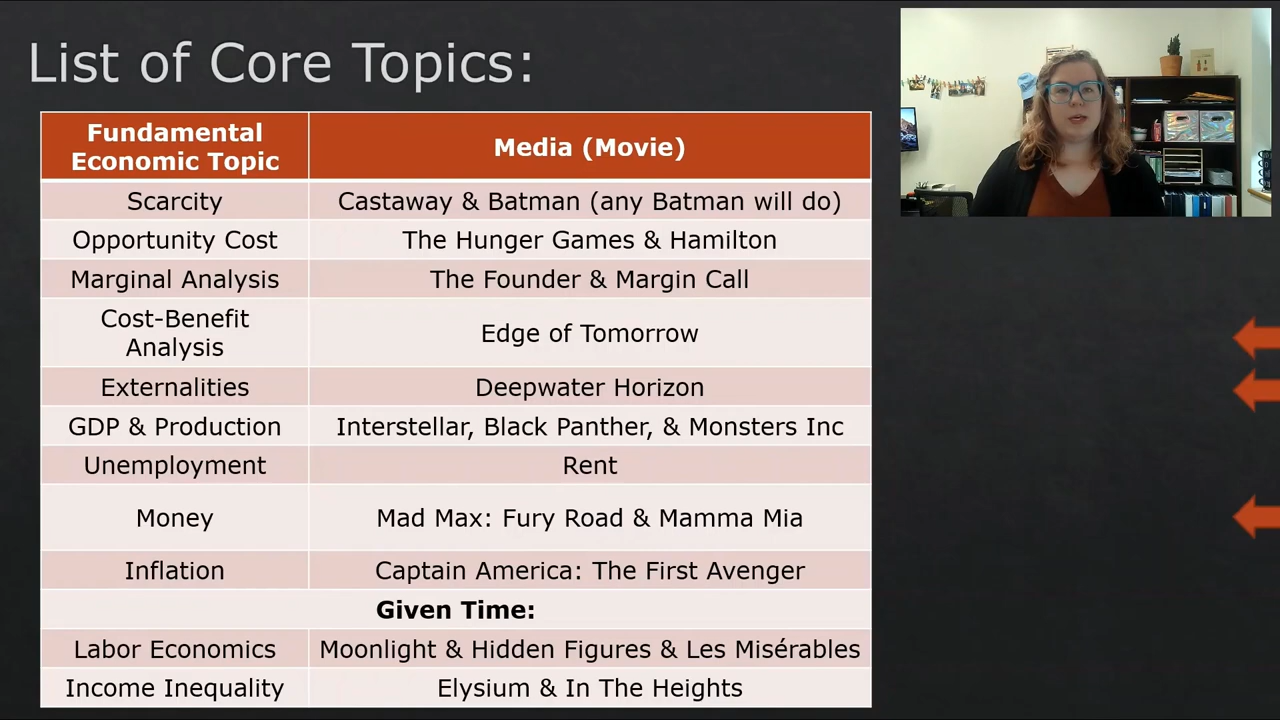 List of Core Topics:
Fundamental
Economic Topic
Media (Movie)
Scarcity
Castaway & Batman (any Batman will do)
Opportunity Cost
The Hunger Games & Hamilton
Marginal Analysis
The Founder & Margin Call
Cost-Benefit
Analysis
Edge of Tomorrow
Externalities
Deepwater Horizon
GDP & Production
Interstellar, Black Panther, & Monsters Inc
Unemployment
Rent
Money
Mad Max: Fury Road & Mamma Mia
Inflation
Captain America: The First Avenger
Given Time:
Labor Economics
Moonlight & Hidden Figures & Les Misérables
Income Inequality
Elysium & In The Heights